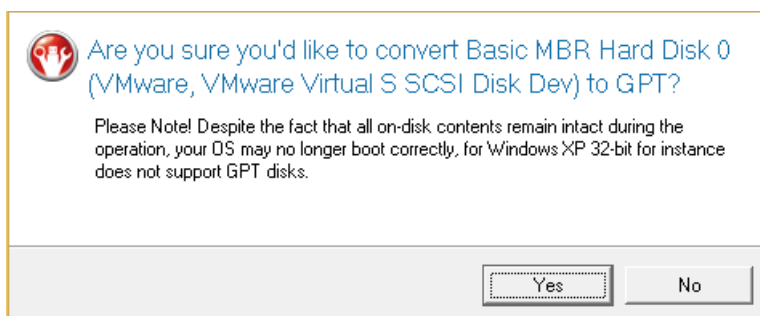 Are you sure you'd like to convert Basic MBR Hard Disk 0
(VMware, VMware Virtual S SCSI Disk Dev) to GPT?
Please Note! Despite the fact that all on-disk contents remain intact during the
operation, your OS may no longer boot correctly, for Windows XP 32-bit for instance
does not support GPT disks.
Yes No